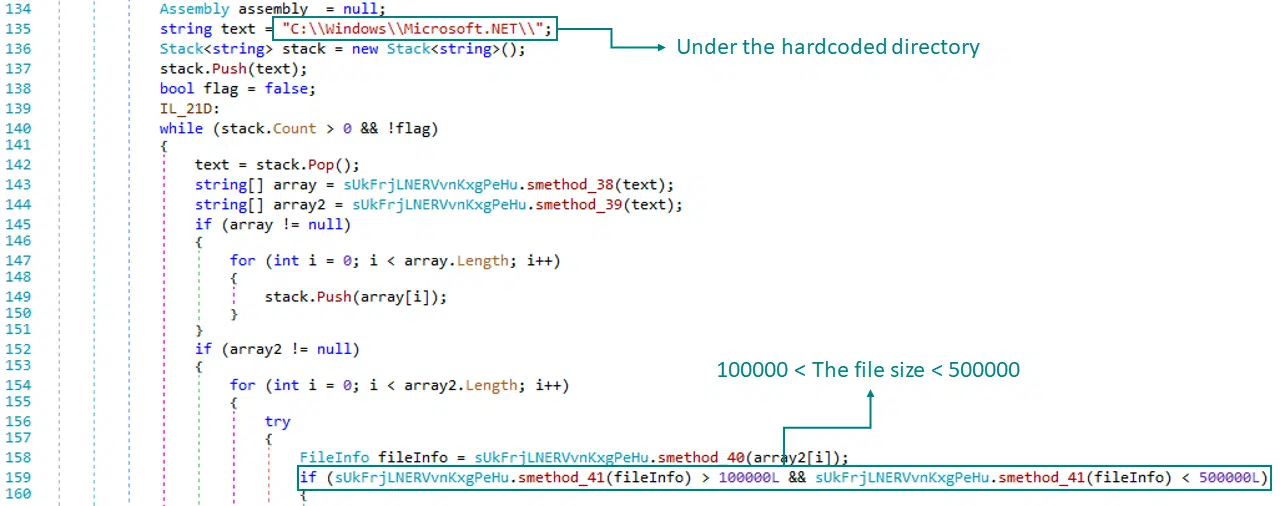 134 Assembly assembly = null;
135 string text = "C:\\Windows\\Microsoft.NET\\"; Under the hardcoded directory
136 Stack<string> stack = new Stack<string>();
137 stack.Push(text);
138 bool flag = false;
139 IL_21D:
140 while (stack.Count > 0 && !flag)
141 {
142 text = stack.Pop();
143 string[] array = sUkFrjLNERVvnKxgPeHu.smethod_38(text);
144 string[] array2 = sUkFrjLNERVvnKxgPeHu.smethod_39(text);
145 if (array != null)
146 {
147 for (int i = 0; i < array.Length; i++)
148 {
149 stack.Push(array[i]);
150 }
151 }
152 if (array2 != null)
153 {
100000 < The file size < 500000
154 for (int i = 0; i < array2.Length; i++)
155 {
156 try
157 {
158 FileInfo fileInfo = sUkFrjLNERVvnKxgPeHu.smethod_40(array2[i]);
159 if (sUkFrjLNERVvnKxgPeHu.smethod_41(fileInfo) > 100000L && sUkFrjLNERVvnKxgPeHu.smethod_41(fileInfo) < 500000L)
160 {